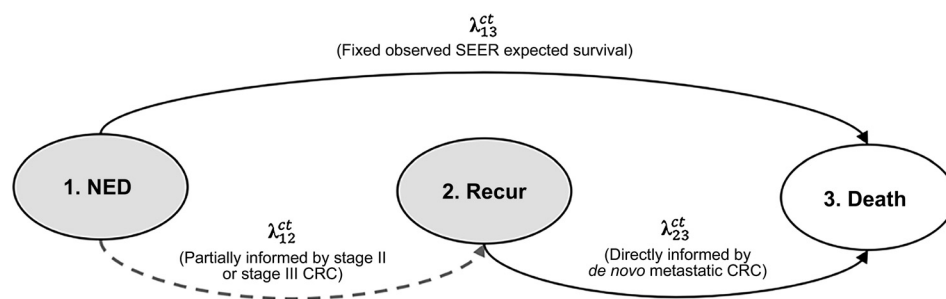 λ₁₃ᶜᵗ
(Fixed observed SEER expected survival)
1. NED
2. Recur
3. Death
λ₁₂ᶜᵗ
(Partially informed by stage II
or stage III CRC)
λ₂₃ᶜᵗ
(Directly informed by
de novo metastatic CRC)